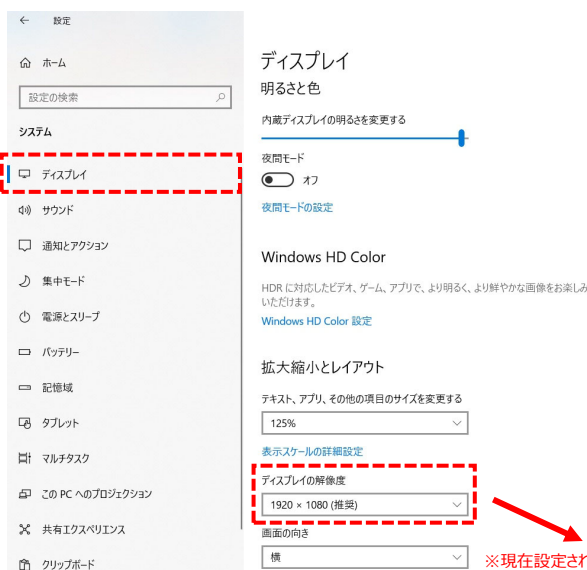 設定
ホーム
設定の検索
システム
ディスプレイ
サウンド
通知とアクション
集中モード
電源とスリープ
バッテリー
記憶域
タブレット
マルチタスク
この PC へのプロジェクション
共有エクスペリエンス
クリップボード
ディスプレイ
明るさと色
内蔵ディスプレイの明るさを変更する
夜間モード
オフ
夜間モードの設定
Windows HD Color
HDR に対応したビデオ、ゲーム、アプリで、より明るく、より鮮やかな画像をお楽しみ
いただけます。
Windows HD Color 設定
拡大縮小とレイアウト
テキスト、アプリ、その他の項目のサイズを変更する
125%
表示スケールの詳細設定
ディスプレイの解像度
1920 × 1080 (推奨)
画面の向き
横
※現在設定され